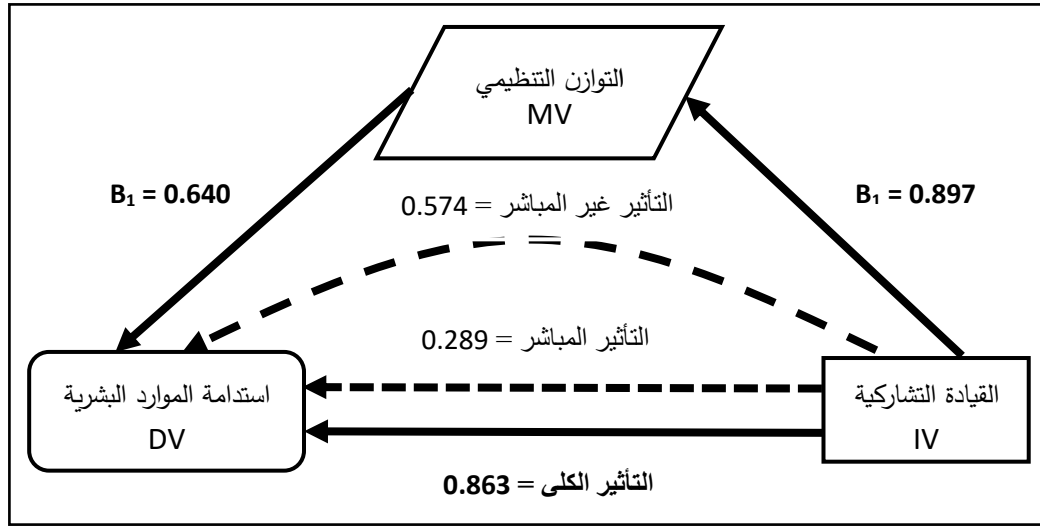 التوازن التنظيمي
MV
B₁ = 0.897
B₁ = 0.640
التأثير غير المباشر = 0.574
التأثير المباشر = 0.289
القيادة التشاركية
IV
استدامة الموارد البشرية
DV
التأثير الكلى = 0.863